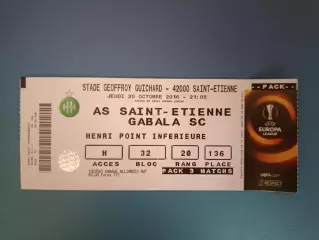 STADE GEOFFROY GUICHARD - 42000 SAINT-ETIENNE
JEUDI 20 OCTOBRE 2016 - 21:05
AS SAINT-ETIENNE
GABALA SC
HENRI POINT INFERIEURE
H 32 20 136
ACCES BLOC RANG PLACE
PACK 3 MATCHS
PACK
UEFA
EUROPA
LEAGUE